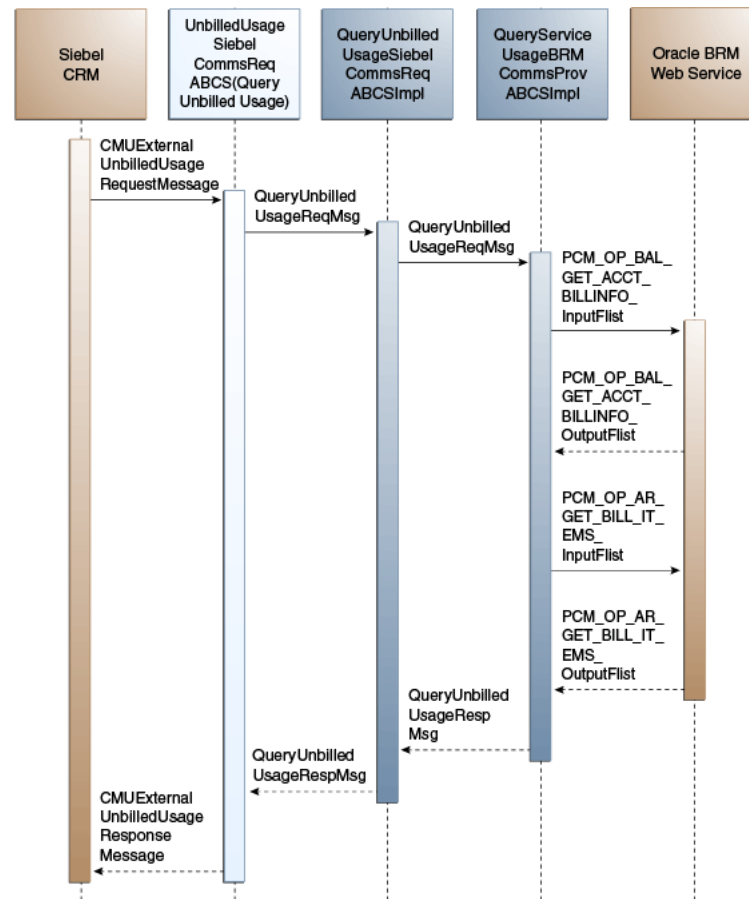 Siebel
CRM
UnbilledUsage
Siebel
CommsReq
ABCS(Query
Unbilled Usage)
QueryUnbilled
UsageSiebel
CommsReq
ABCSImpl
QueryService
UsageBRM
CommsProv
ABCSImpl
Oracle BRM
Web Service
CMUExternal
UnbilledUsage
RequestMessage
QueryUnbilled
UsageReqMsg
QueryUnbilled
UsageReqMsg
PCM_OP_BAL_
GET_ACCT_
BILLINFO_
InputFlist
PCM_OP_BAL_
GET_ACCT_
BILLINFO_
OutputFlist
PCM_OP_AR_
GET_BILL_IT_
EMS_
InputFlist
PCM_OP_AR_
GET_BILL_IT_
EMS_
OutputFlist
QueryUnbilled
UsageResp
Msg
QueryUnbilled
UsageRespMsg
CMUExternal
UnbilledUsage
Response
Message